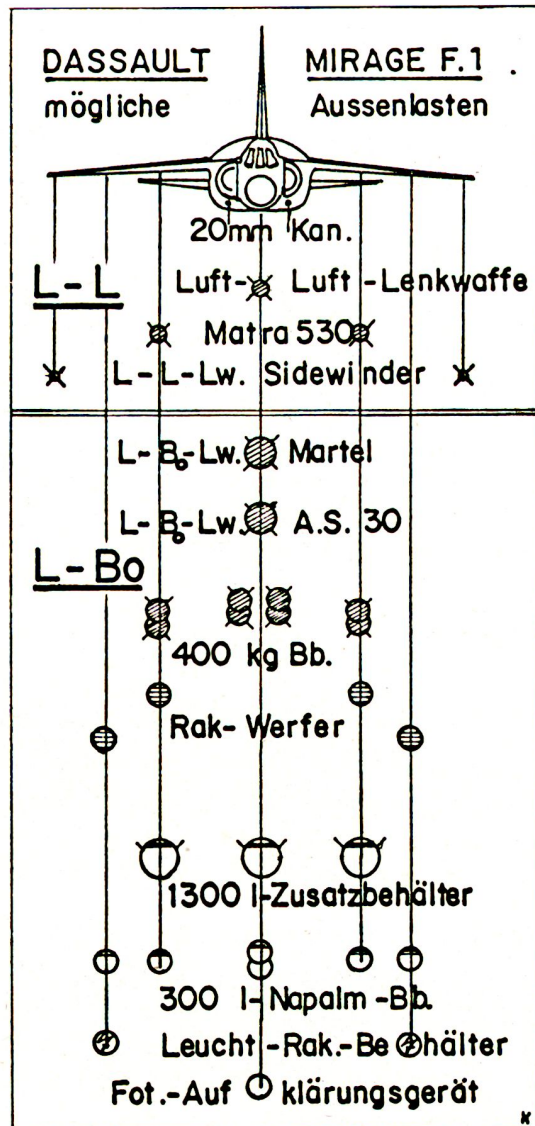 DASSAULT MIRAGE F.1 .
mögliche Aussenlasten
20mm Kan.
L-L Luft- Luft-Lenkwaffe
Matra 530
L-L-Lw. Sidewinder
L-Bo-Lw. Martel
L-Bo-Lw. A.S. 30
L-Bo
400 kg Bb.
Rak-Werfer
1300 l-Zusatzbehälter
300 l-Napalm-Bb.
Leucht-Rak.-Behälter
Fot.-Aufklärungsgerät
K